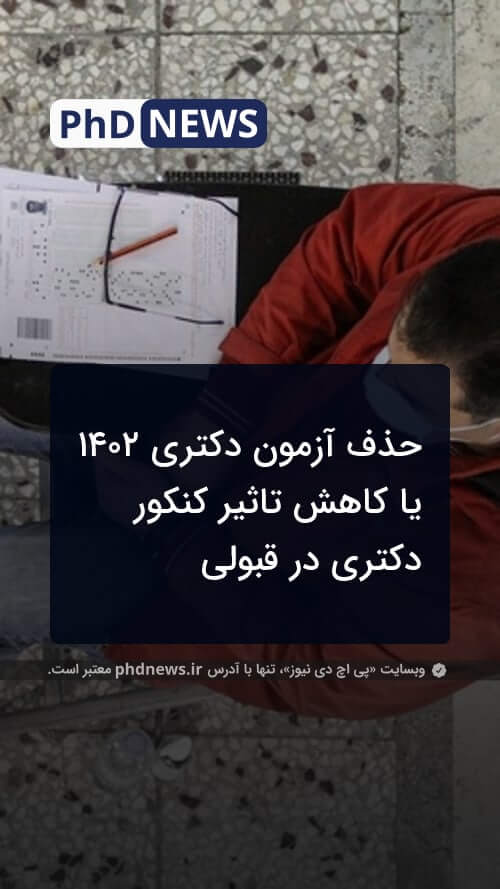 PhD NEWS
حذف آزمون دکتری ۱۴۰۲
یا کاهش تاثیر کنکور
دکتری در قبولی
وبسایت «پی اچ دی نیوز»، تنها با آدرس phdnews.ir معتبر است.